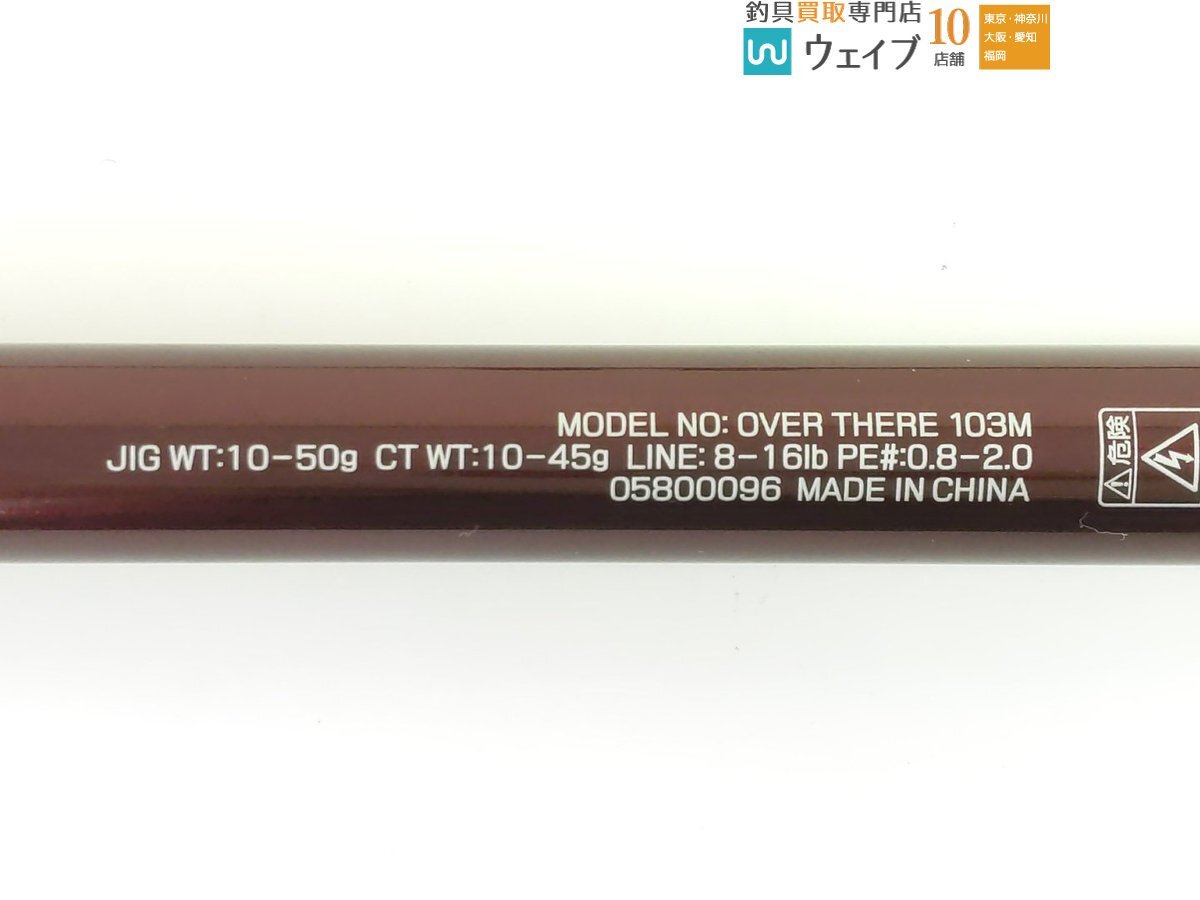 釣具買取専門店
ウェイブ
10
店舗
東京・神奈川
大阪・愛知
福岡
MODEL NO: OVER THERE 103M
JIG WT:10-50g CT WT:10-45g LINE: 8-16lb PE#:0.8-2.0
05800096 MADE IN CHINA
危険